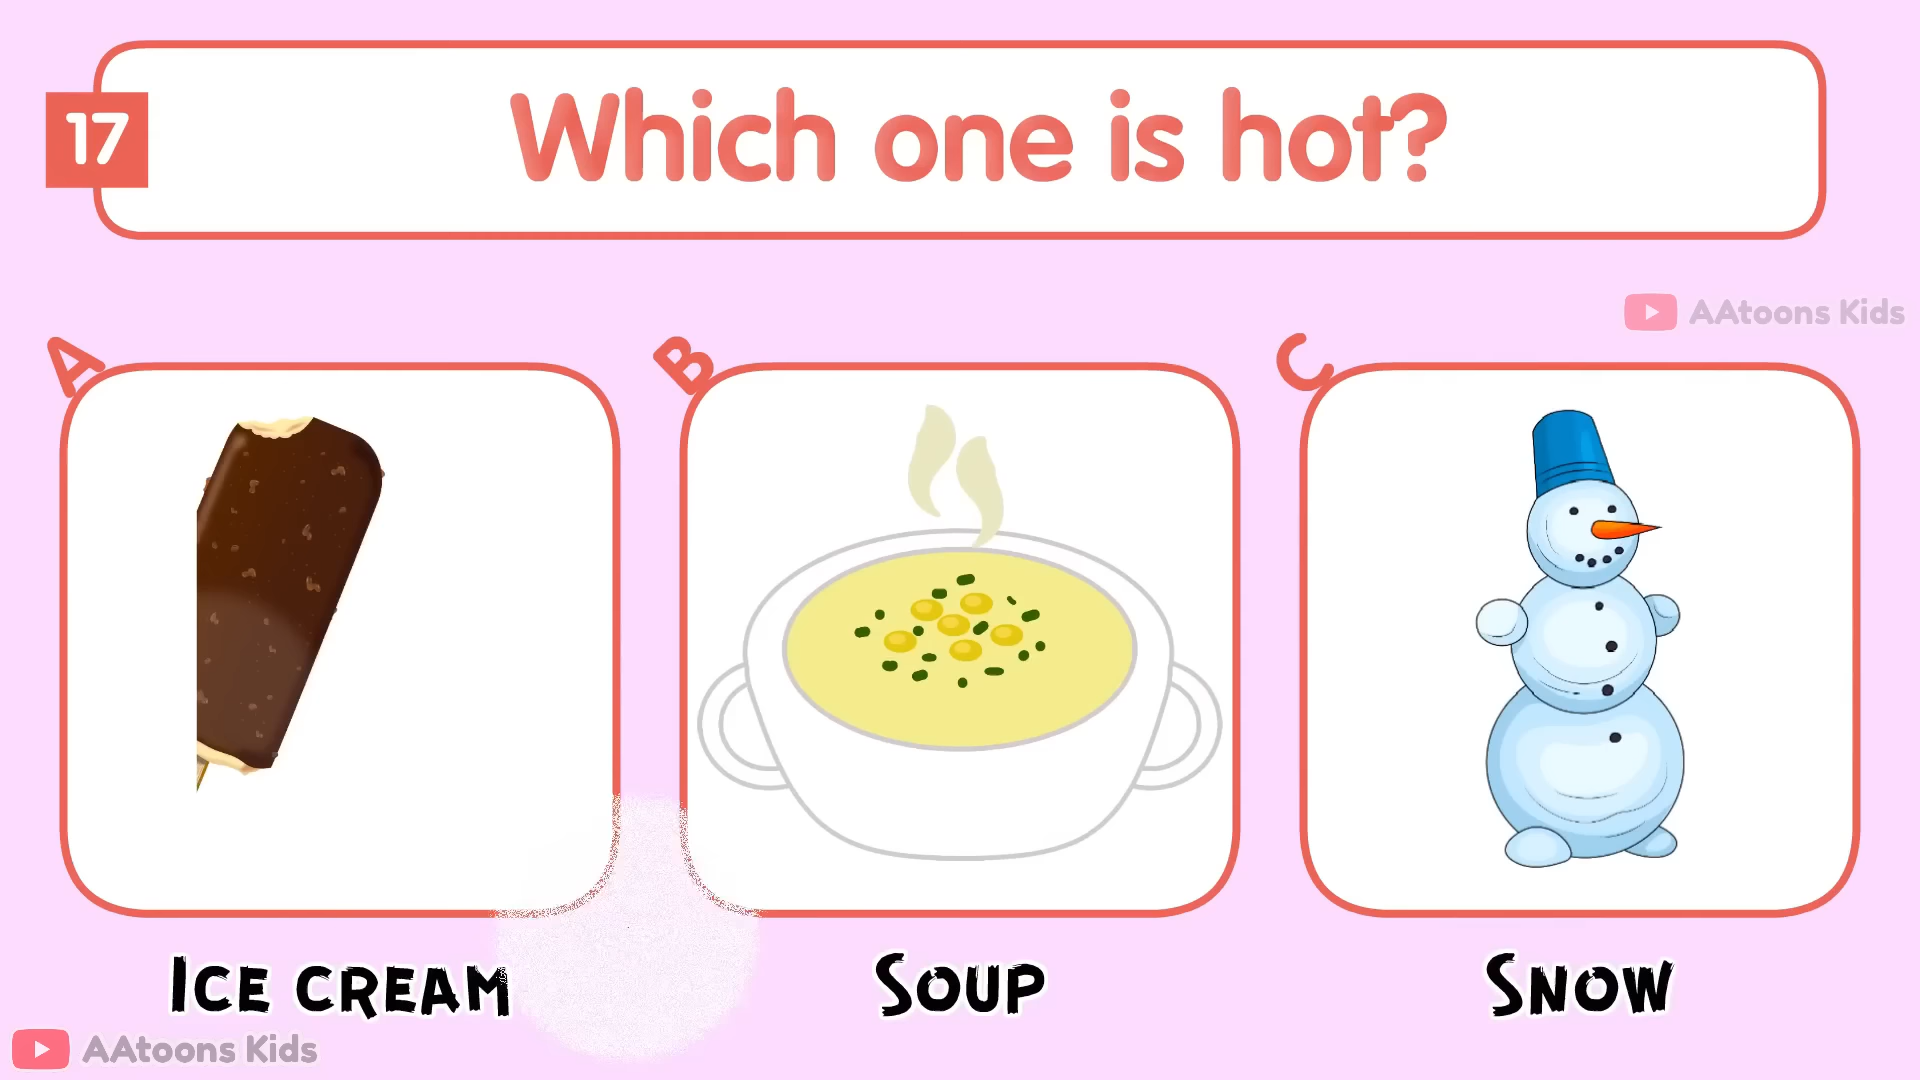 17
Which one is hot?
AAtoons Kids
A
B
C
ICE CREAM
SOUP
SNOW
AAtoons Kids